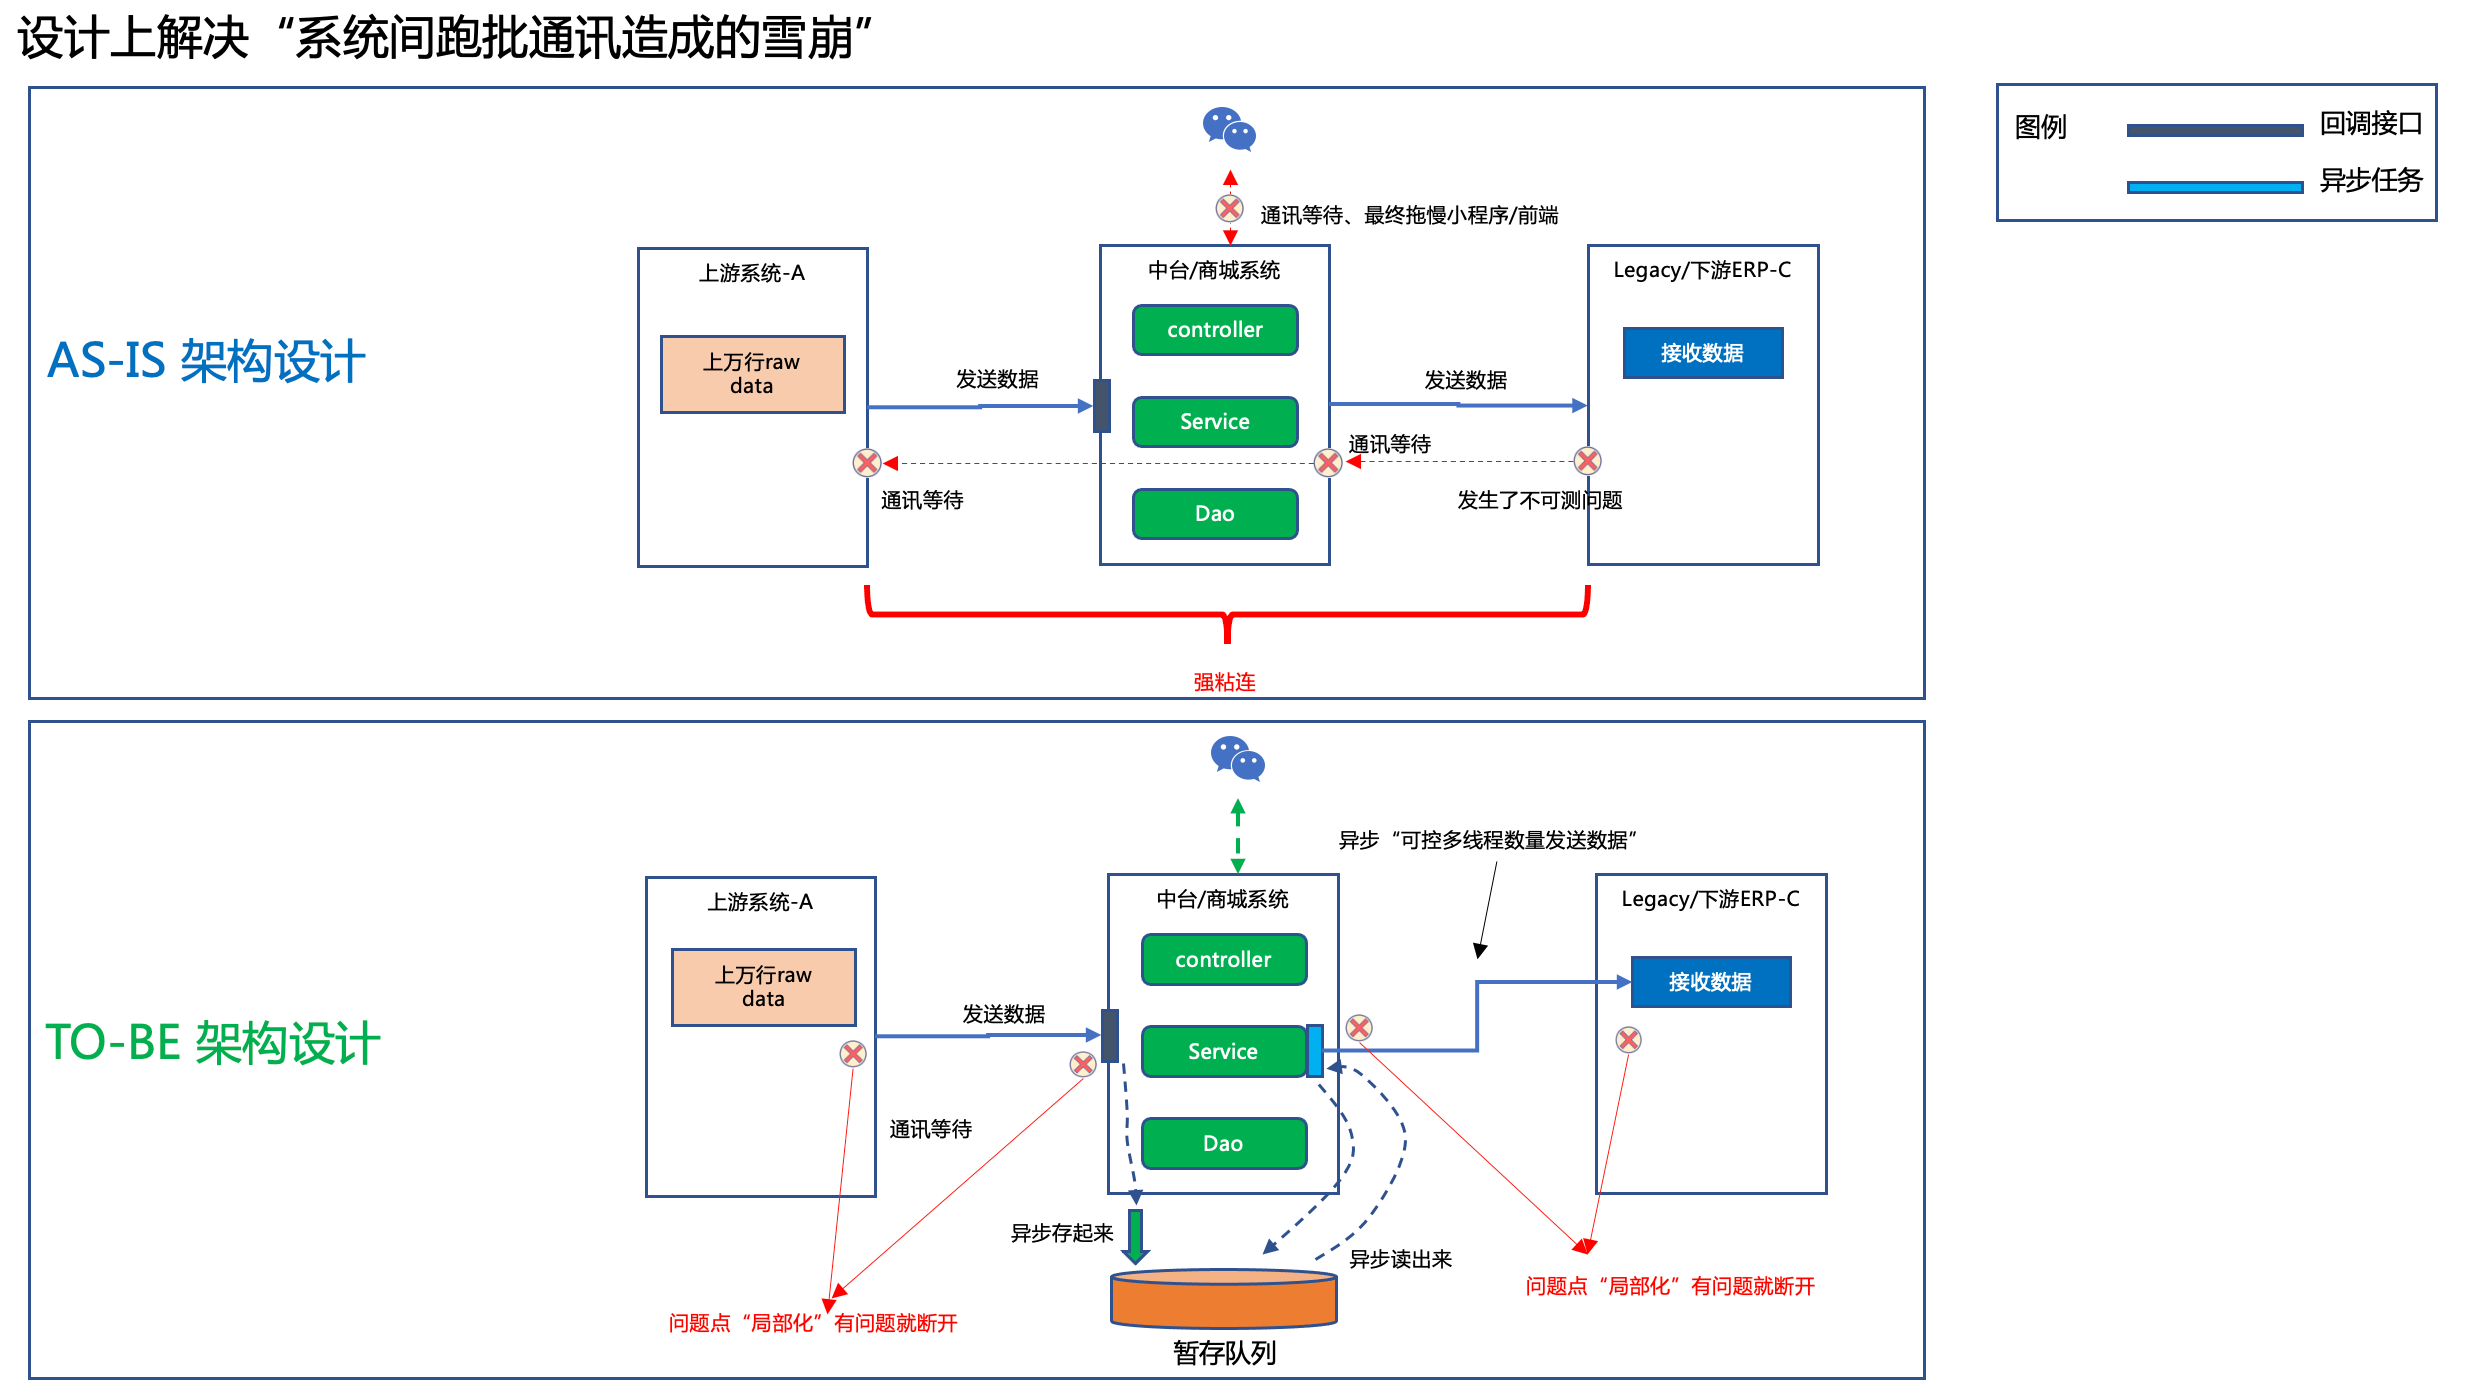 设计上解决“系统间跑批通讯造成的雪崩”
图例
回调接口
异步任务
AS-IS 架构设计
通讯等待、最终拖慢小程序/前端
上游系统-A
上万行raw
data
发送数据
通讯等待
中台/商城系统
controller
Service
Dao
发送数据
通讯等待
发生了不可测问题
Legacy/下游ERP-C
接收数据
强粘连
TO-BE 架构设计
异步“可控多线程数量发送数据”
上游系统-A
上万行raw
data
发送数据
通讯等待
中台/商城系统
controller
Service
Dao
Legacy/下游ERP-C
接收数据
异步存起来
异步读出来
问题点“局部化”有问题就断开
问题点“局部化”有问题就断开
暂存队列